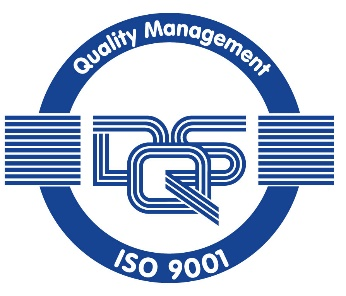 Quality Management
DQS
ISO 9001